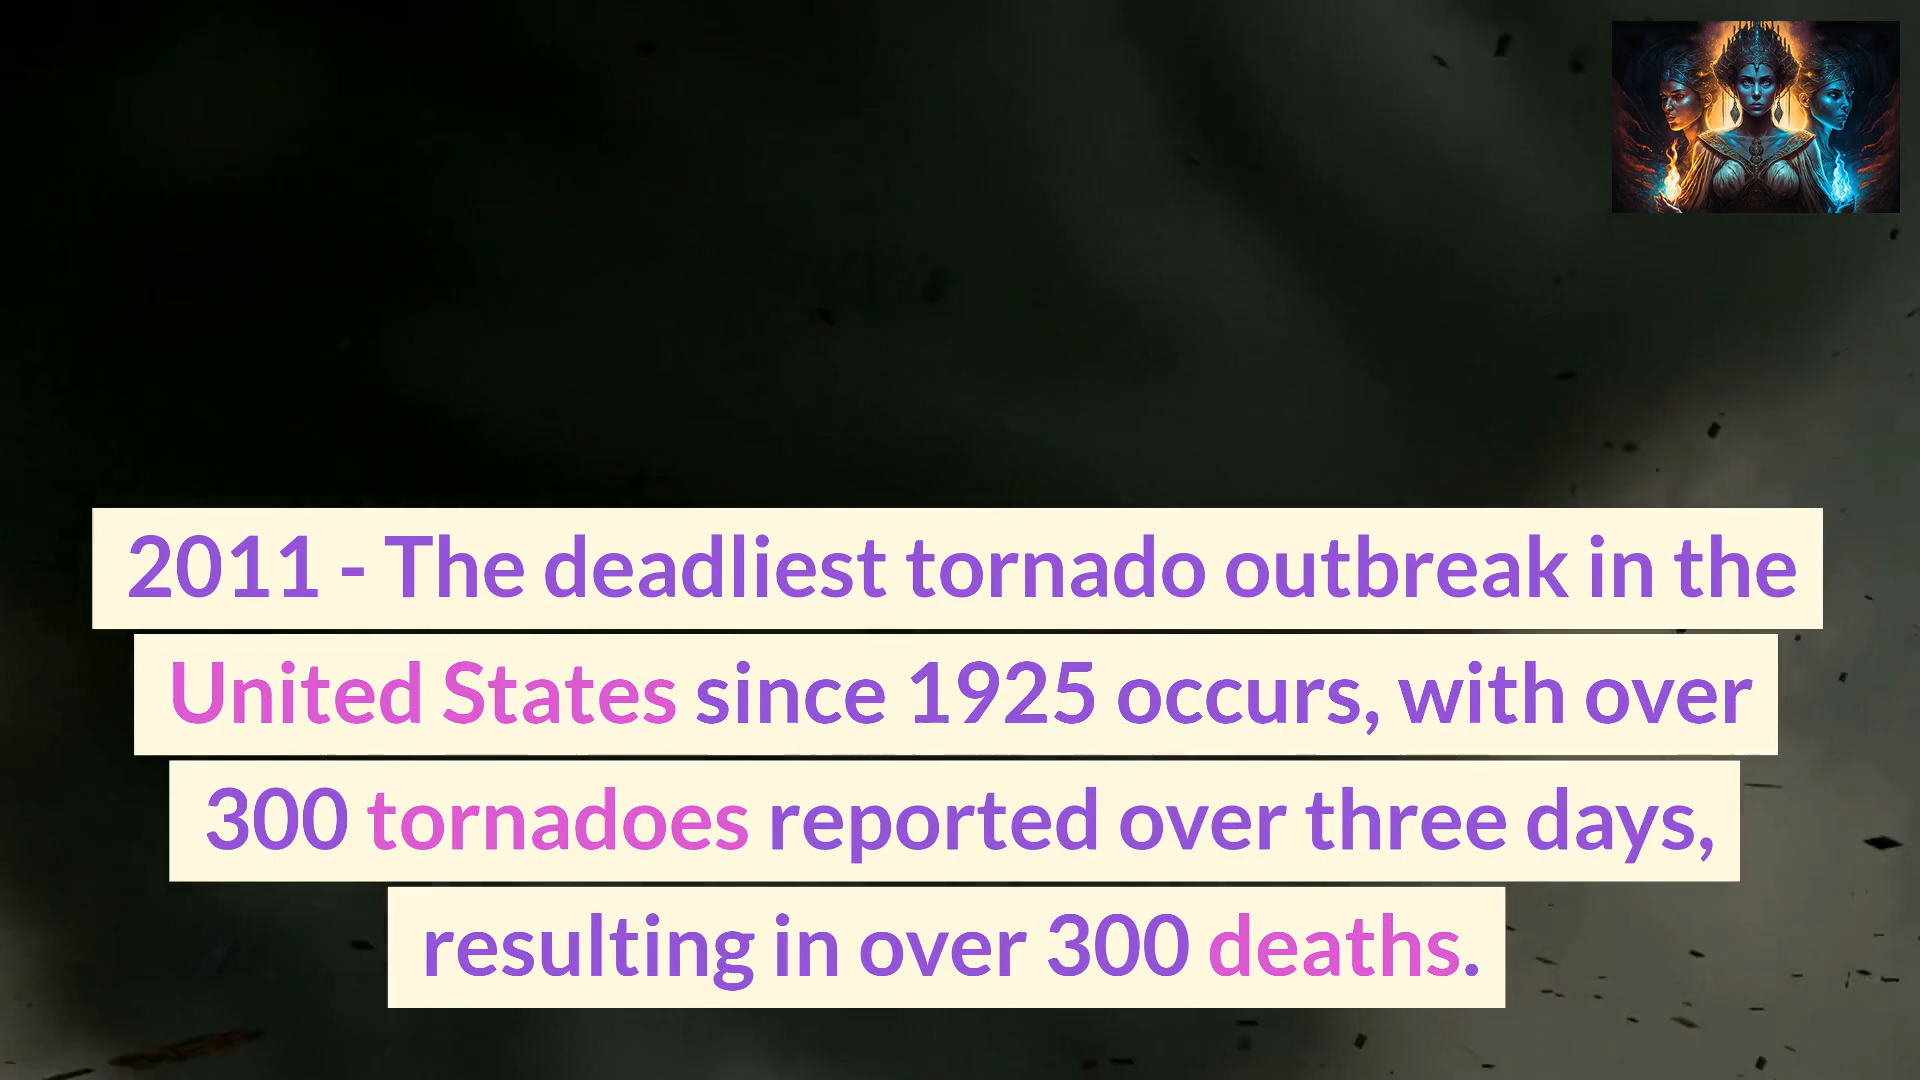 2011 - The deadliest tornado outbreak in the
United States since 1925 occurs, with over
300 tornadoes reported over three days,
resulting in over 300 deaths.